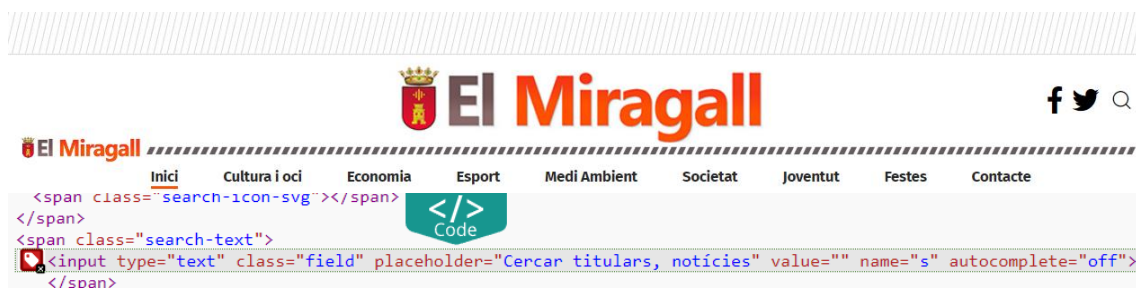 El Miragall
El Miragall
Inici Cultura i oci Economia Esport Medi Ambient Societat Joventut Festes Contacte
<span class="search-icon-svg"></span>
</>
Code
</span>
<span class="search-text">
<input type="text" class="field" placeholder="Cercar titulars, notícies" value="" name="s" autocomplete="off">
</span>